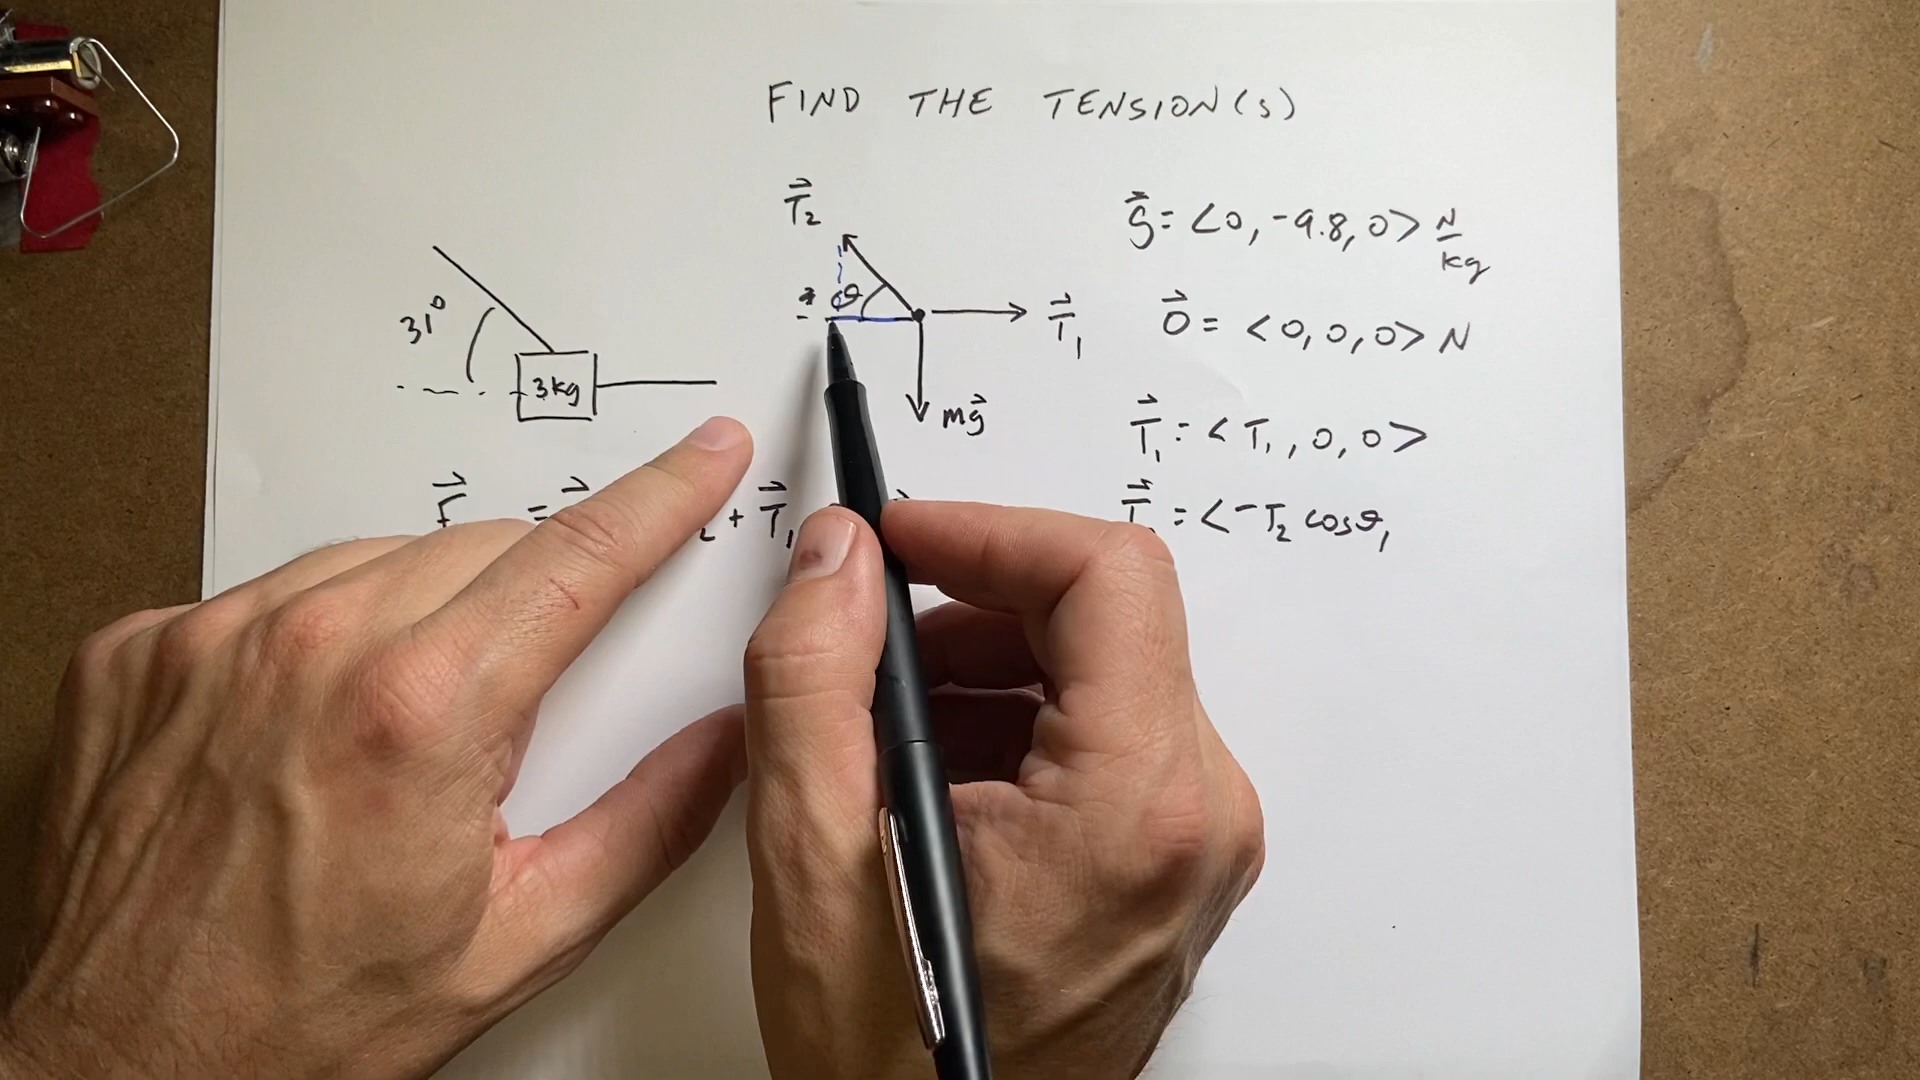 FIND THE TENSION(S)
T⃗₂
g⃗ = <0, -9.8, 0> N/kg
31°
θ
T⃗₁
0⃗ = <0, 0, 0> N
3kg
mg⃗
T⃗₁ = <T₁, 0, 0>
= ₂ + T⃗₁
= <-T₂ cosθ,